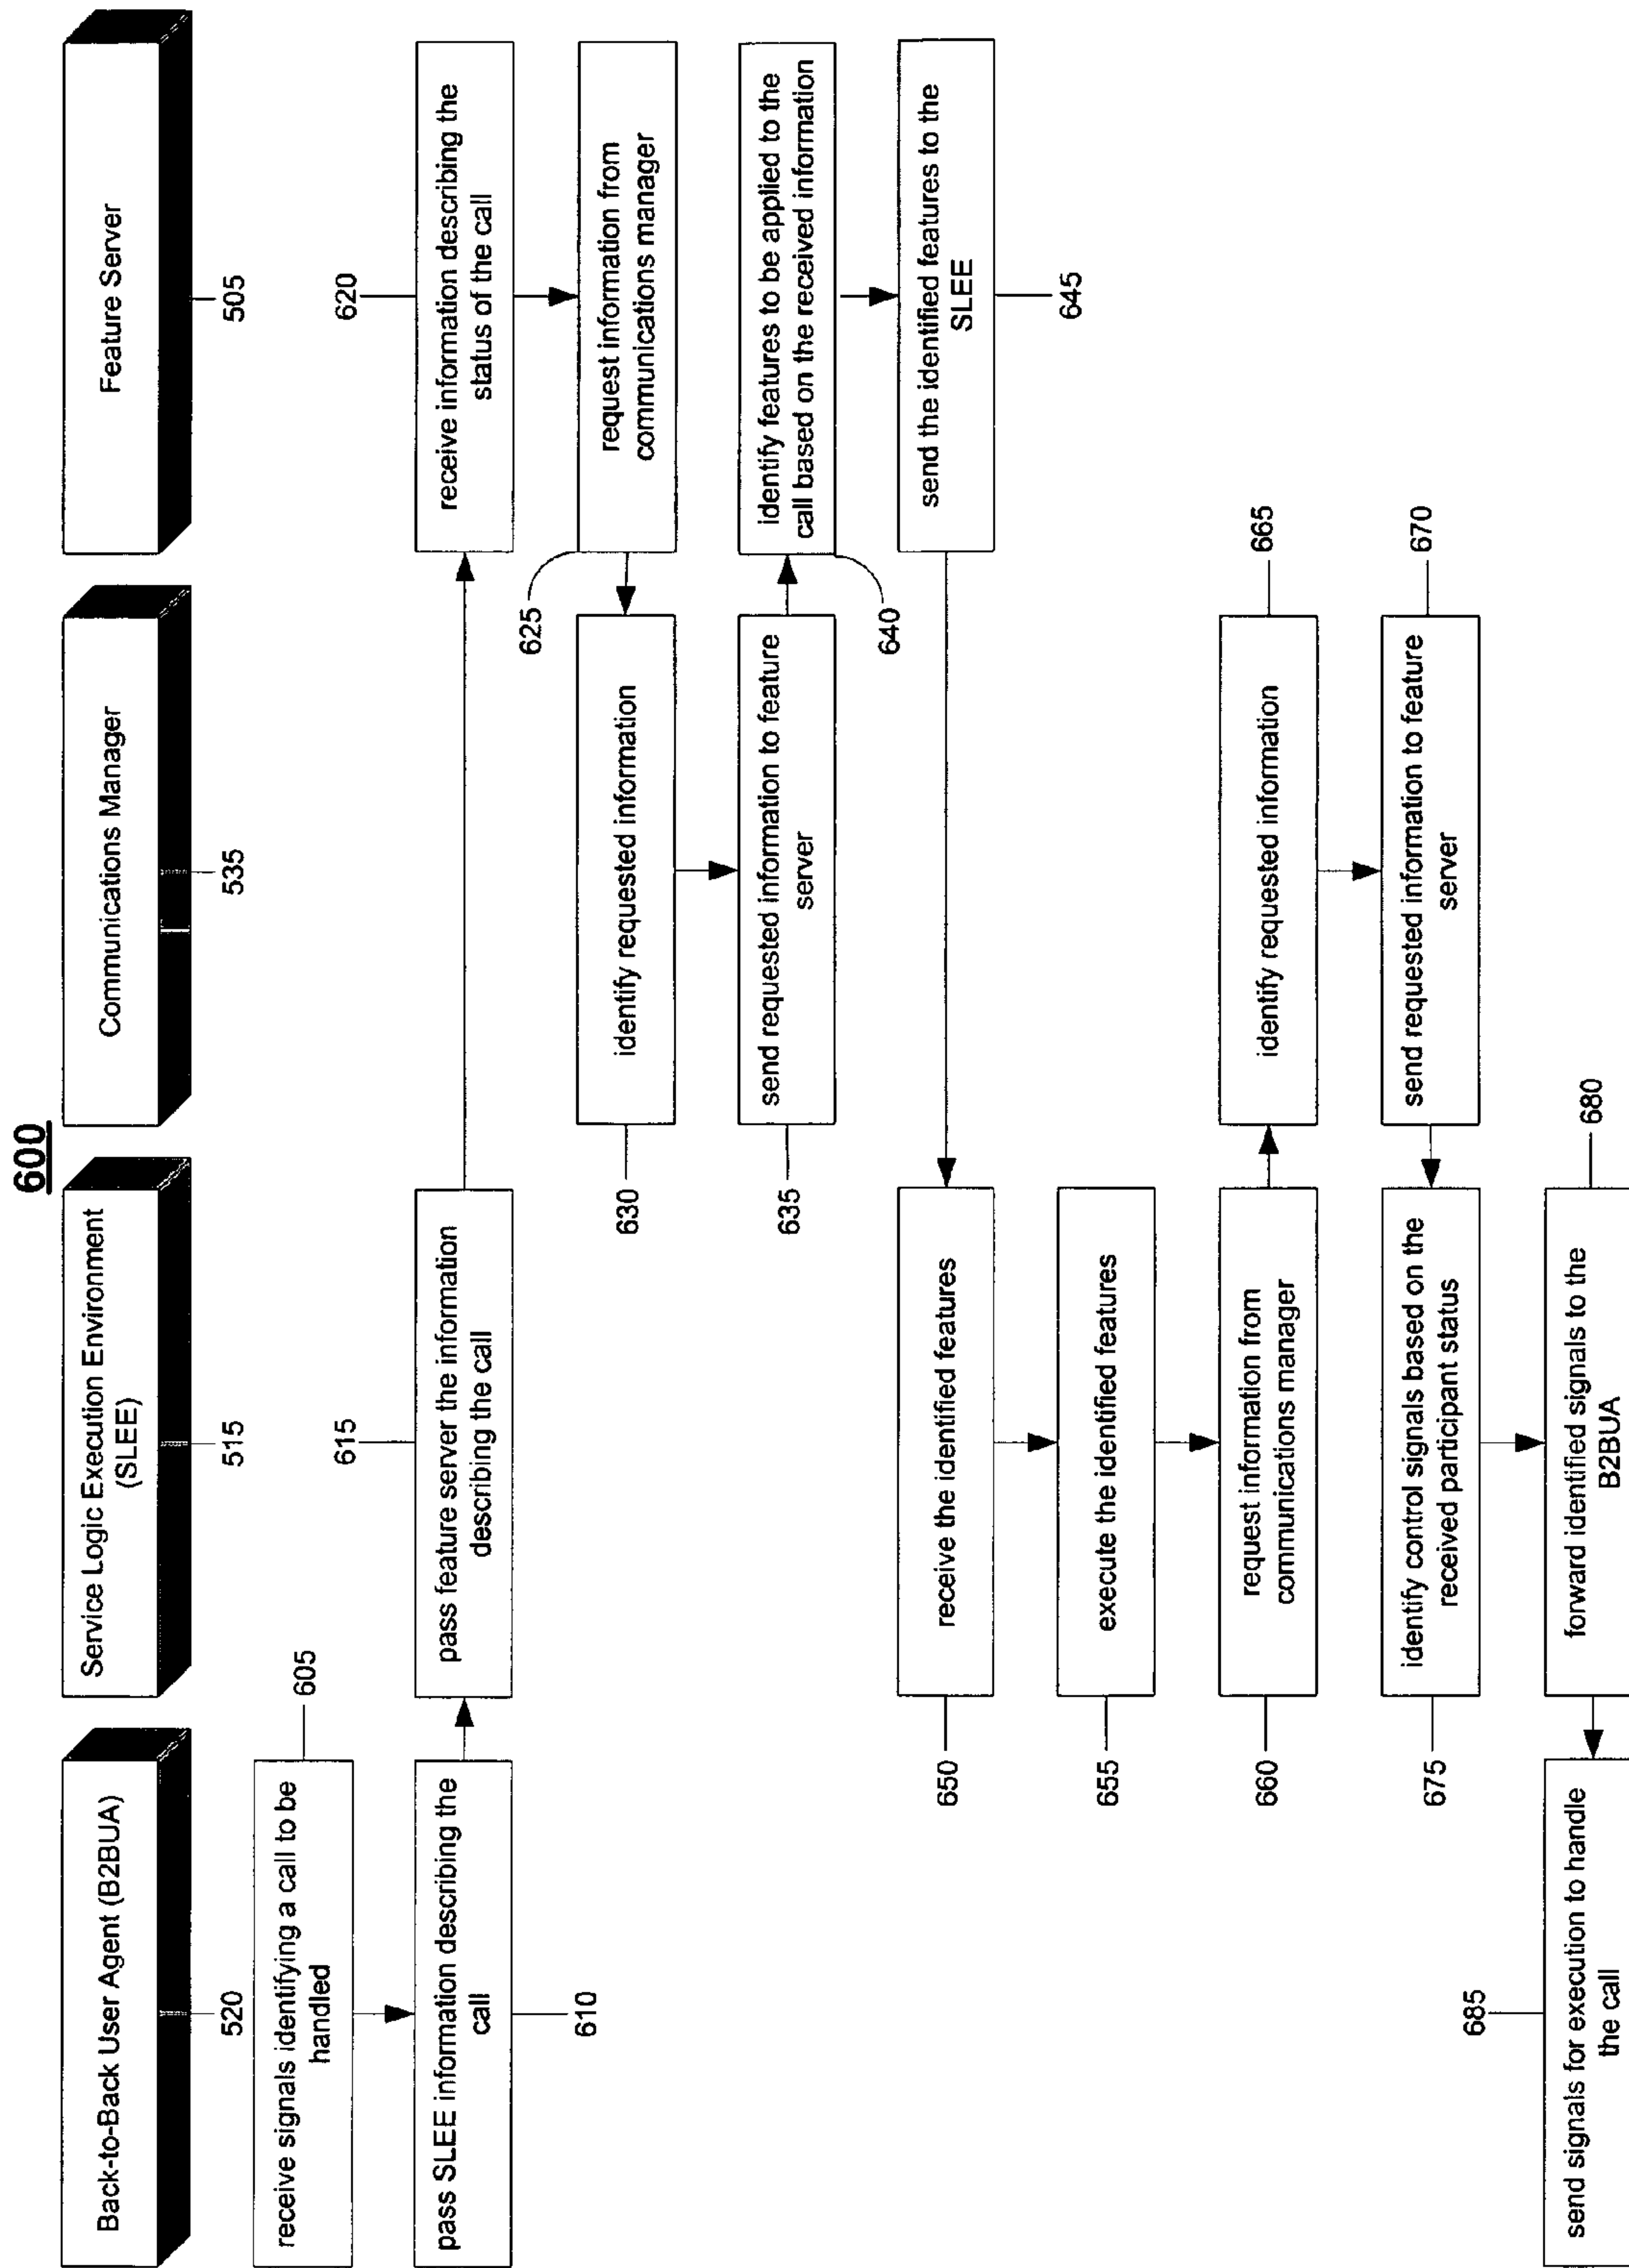 600
Back-to-Back User Agent (B2BUA)
520
Service Logic Execution Environment
(SLEE)
515
Communications Manager
535
Feature Server
505
receive signals identifying a call to be
handled
605
pass SLEE information describing the
call
610
pass feature server the information
describing the call
615
receive information describing the
status of the call
620
request information from
communications manager
625
identify requested information
630
send requested information to feature
server
635
identify features to be applied to the
call based on the received information
640
send the identified features to the
SLEE
645
receive the identified features
650
execute the identified features
655
request information from
communications manager
660
identify requested information
665
send requested information to feature
server
670
identify control signals based on the
received participant status
675
forward identified signals to the
B2BUA
680
send signals for execution to handle
the call
685